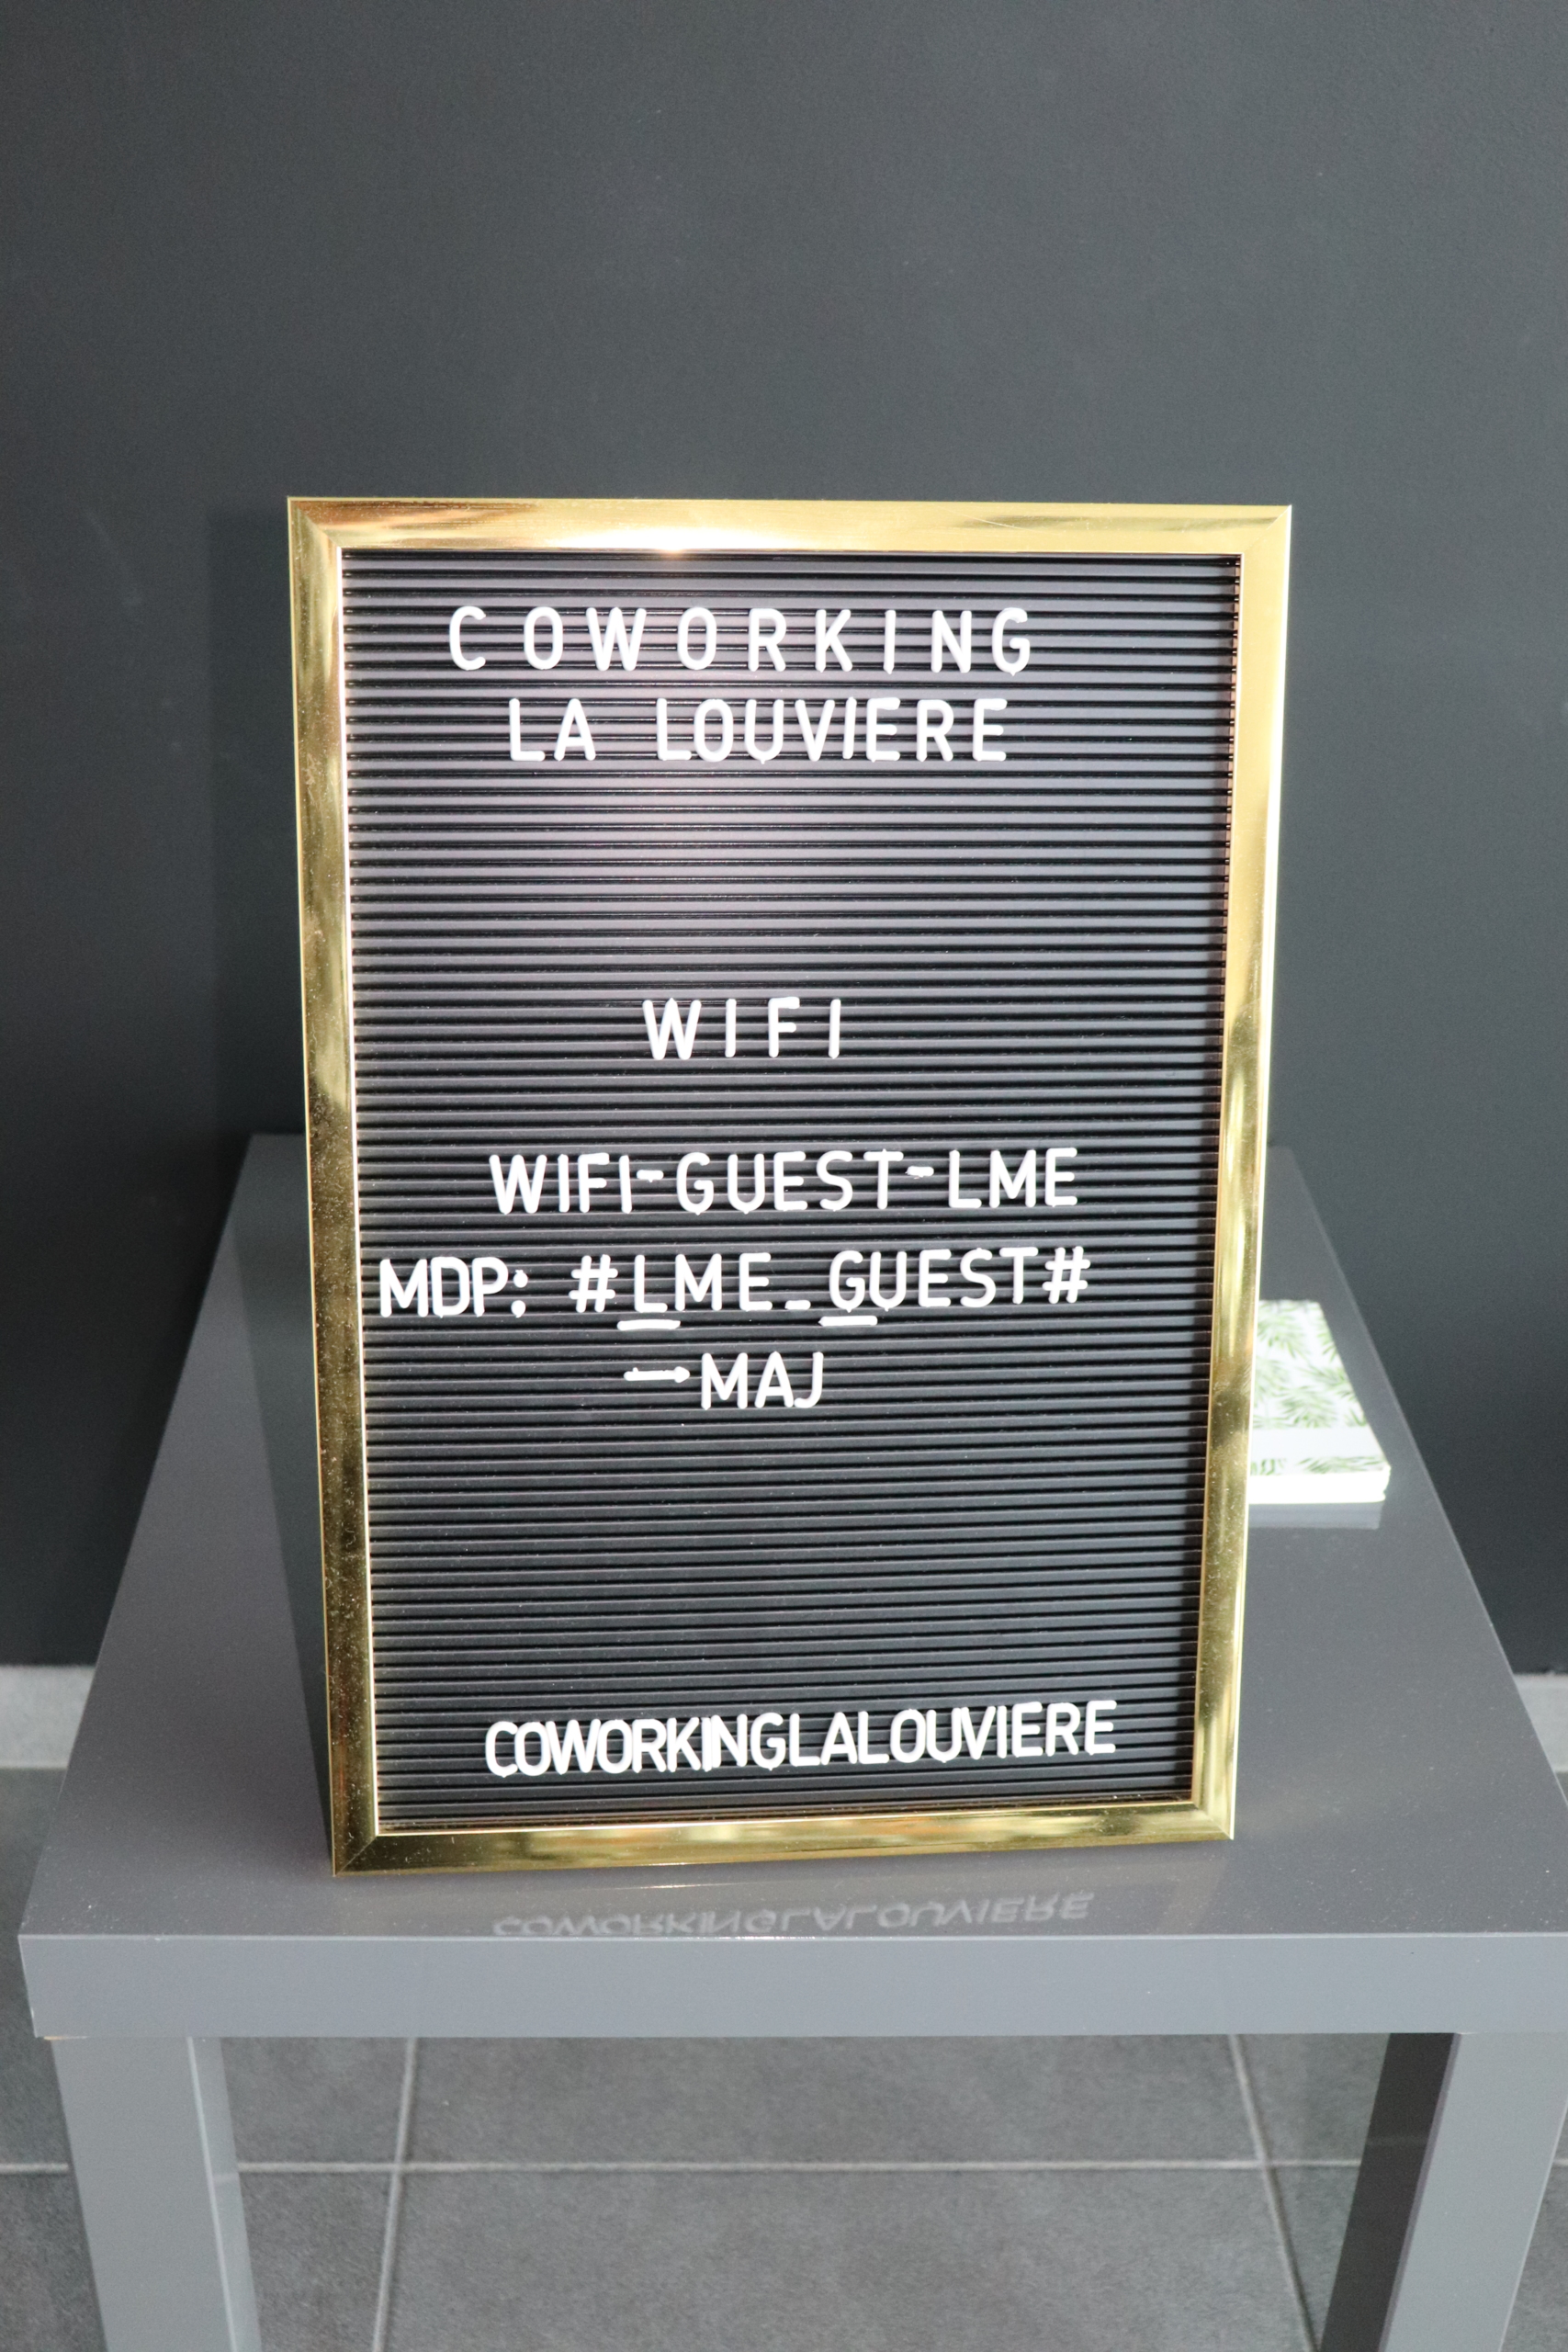 COWORKING
LA LOUVIERE
WIFI
WIFI-GUEST-LME
MDP: #LME_GUEST#
→MAJ
COWORKINGLALOUVIERE